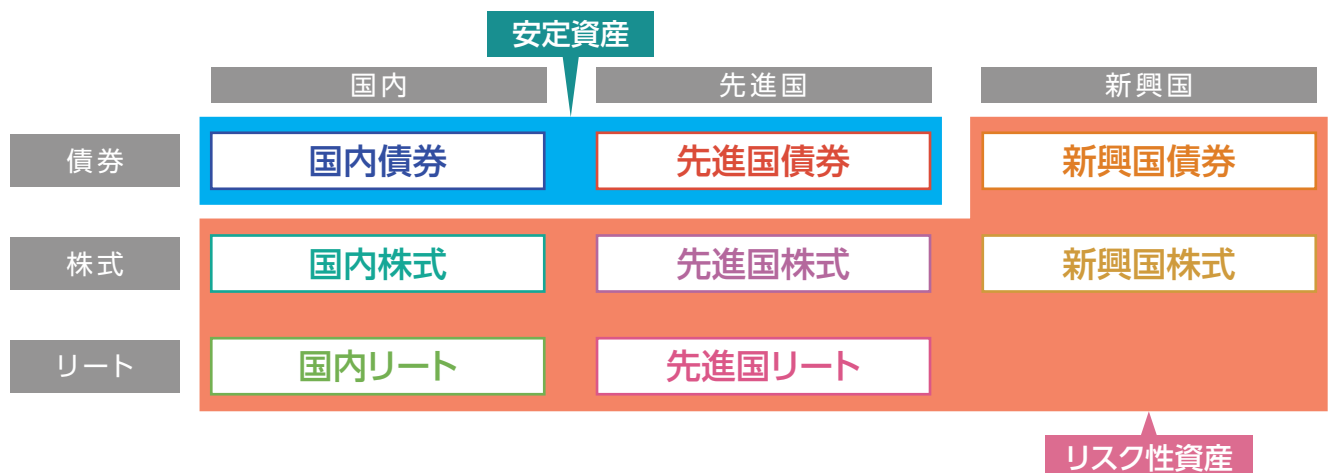 安定資産
国内
先進国
新興国
債券
国内債券
先進国債券
新興国債券
株式
国内株式
先進国株式
新興国株式
リート
国内リート
先進国リート
リスク性資産